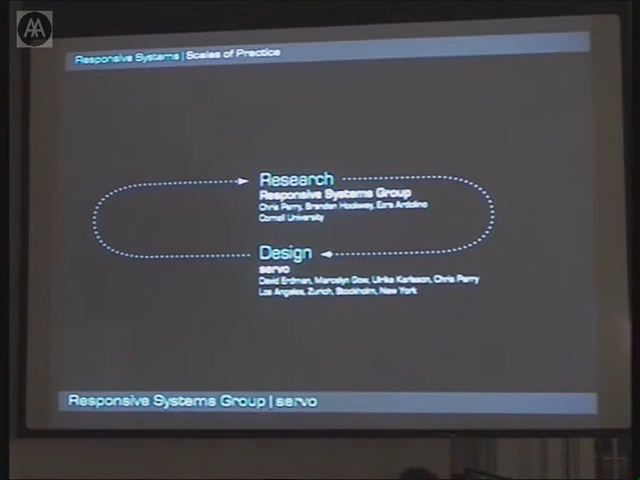 AA
Responsive Systems | Scales of Practice
Research
Responsive Systems Group
Chris Perry, Branden Hookway, Ezra Ardolino
Cornell University
Design
servo
David Erdman, Marcelyn Gow, Ulrika Karlsson, Chris Perry
Los Angeles, Zurich, Stockholm, New York
Responsive Systems Group | servo